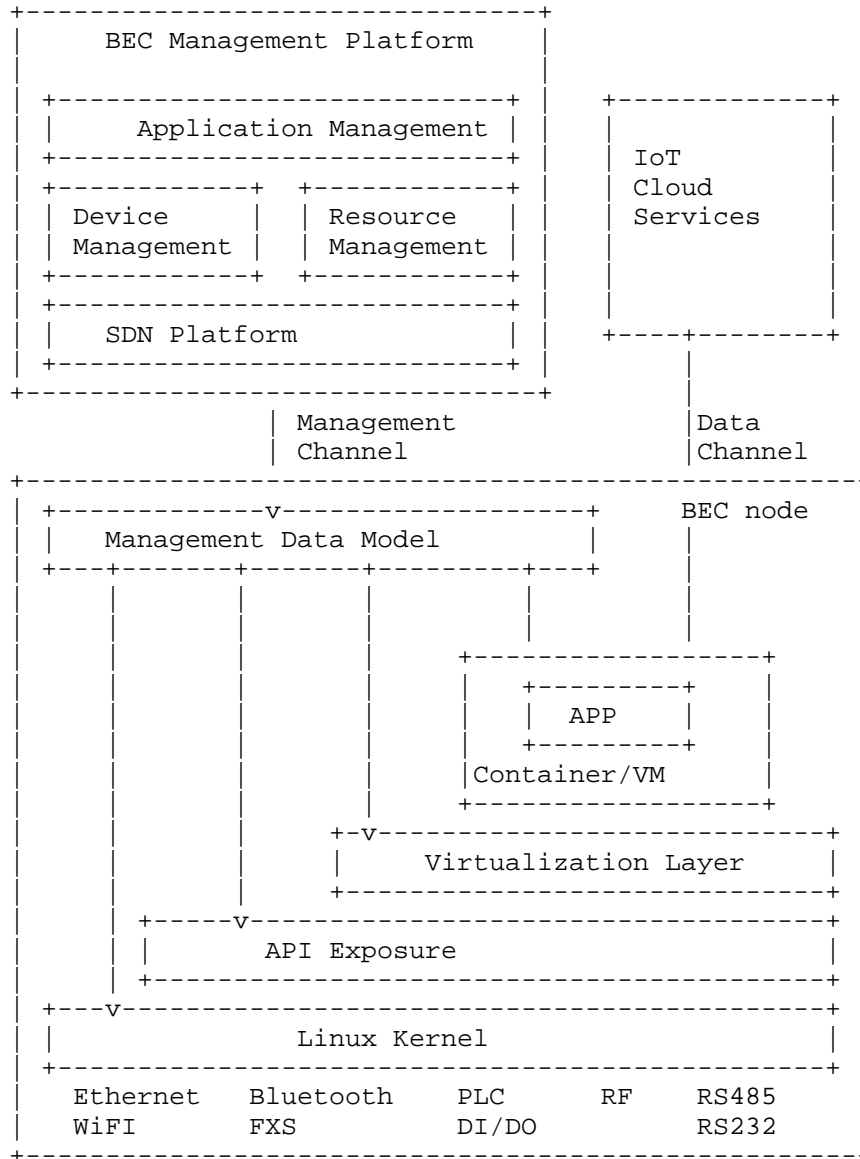 BEC Management Platform
Application Management
IoT
Cloud
Services
Device Resource
Management Management
SDN Platform
Management Data
Channel Channel
BEC node
Management Data Model
APP
Container/VM
Virtualization Layer
API Exposure
Linux Kernel
Ethernet Bluetooth PLC RF RS485
WiFI FXS DI/DO RS232